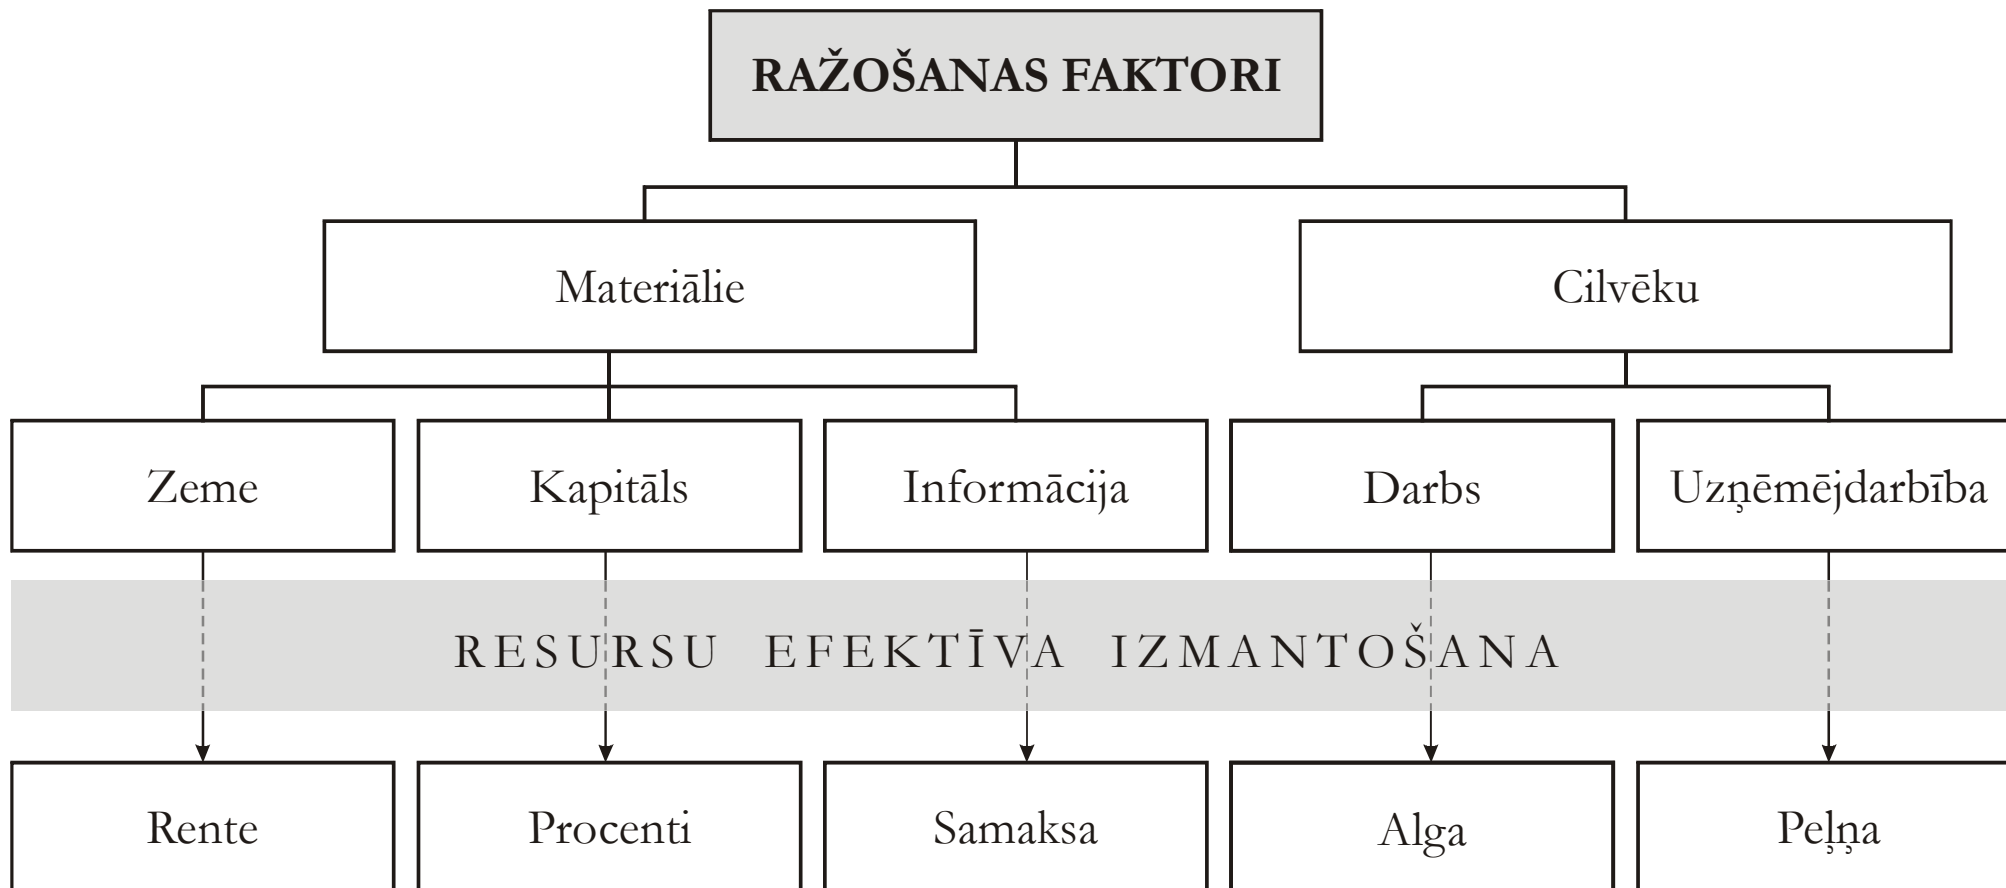 RAŽOŠANAS FAKTORI
Materiālie
Cilvēku
Zeme
Kapitāls
Informācija
Darbs
Uzņēmējdarbība
RESURSU EFEKTĪVA IZMANTOŠANA
Rente
Procenti
Samaksa
Alga
Peļņa